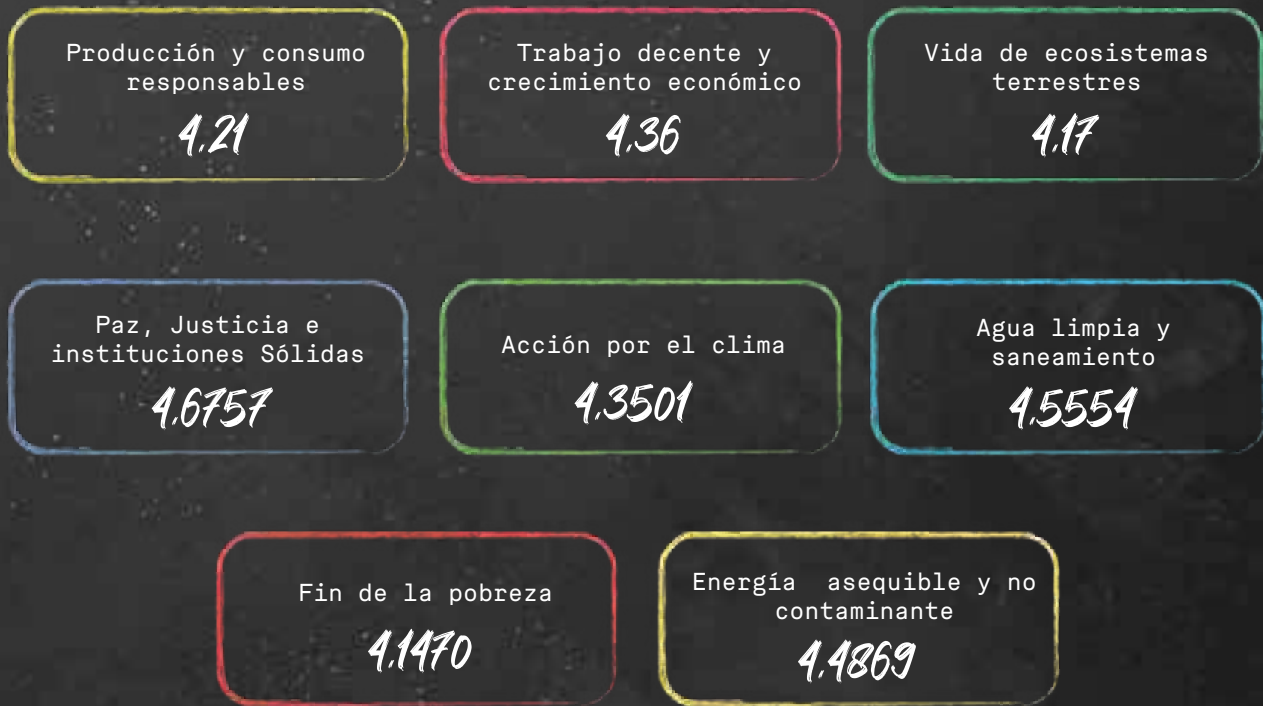 Producción y consumo
responsables
4.21
Trabajo decente y
crecimiento económico
4.36
Vida de ecosistemas
terrestres
4.17
Paz, Justicia e
instituciones Sólidas
4.6757
Acción por el clima
4.3501
Agua limpia y
saneamiento
4.5554
Fin de la pobreza
4.1470
Energía  asequible y no
contaminante
4.4869